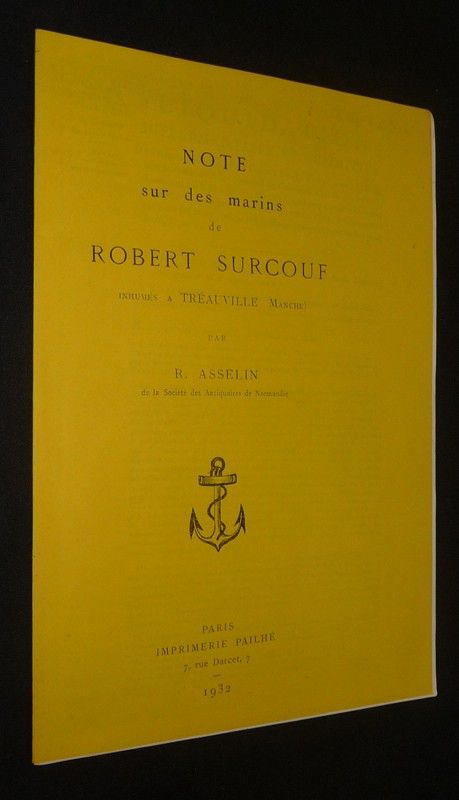 NOTE
sur des marins
de
ROBERT SURCOUF
INHUMÉS A TRÉAUVILLE (MANCHE)
PAR
R. ASSELIN
de la Société des Antiquaires de Normandie
PARIS
IMPRIMERIE PAILHÉ
7, rue Darcet, 7
1932